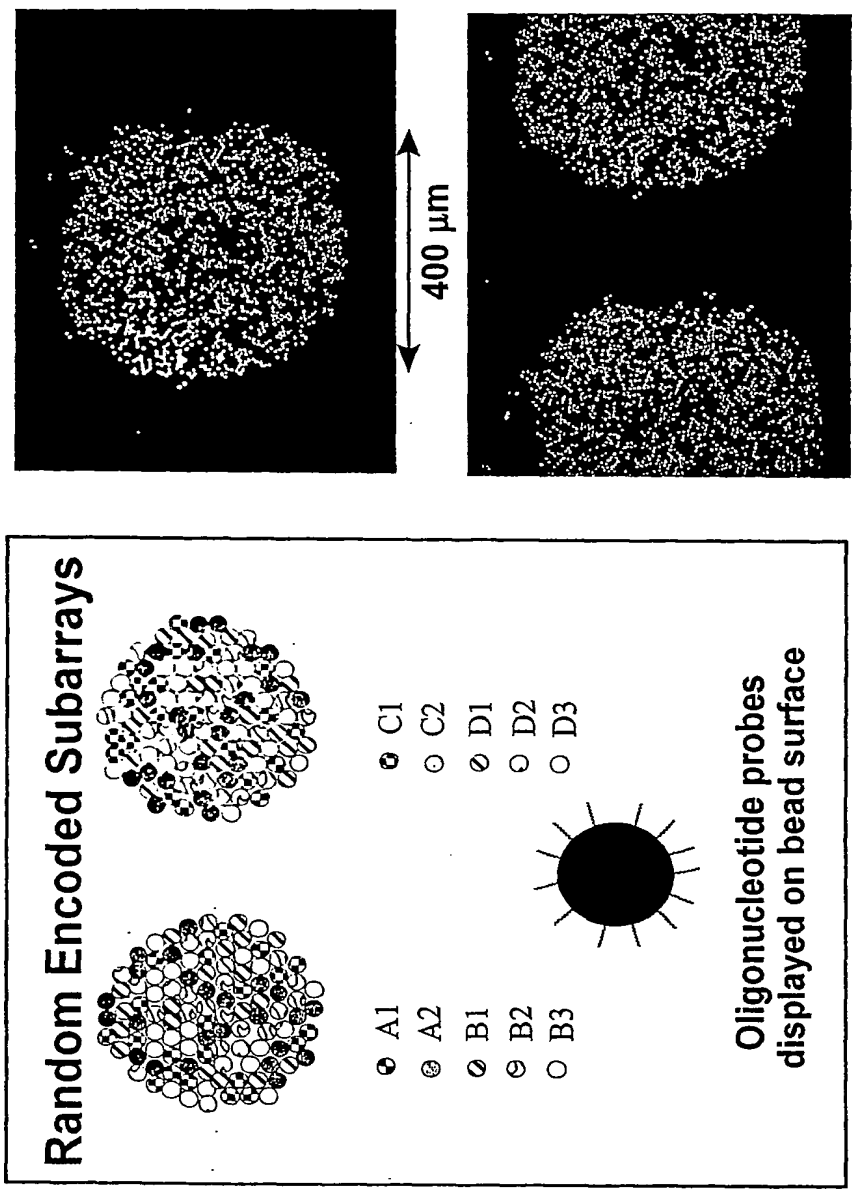 Random Encoded Subarrays
A1
A2
B1
B2
B3
C1
C2
D1
D2
D3
Oligonucleotide probes
displayed on bead surface
400 μm